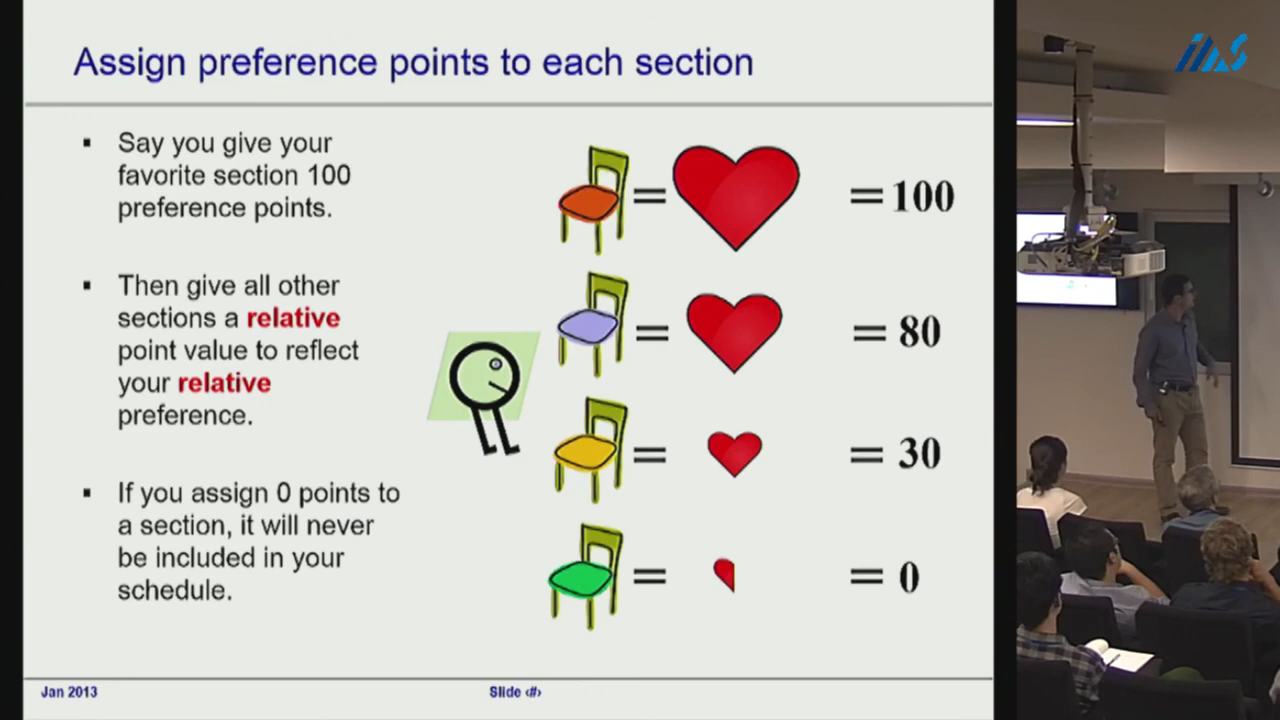 Assign preference points to each section
▪ Say you give your
favorite section 100
preference points.
▪ Then give all other
sections a relative
point value to reflect
your relative
preference.
▪ If you assign 0 points to
a section, it will never
be included in your
schedule.
= = 100
= = 80
= = 30
= = 0
Jan 2013
Slide ‹#›
ias